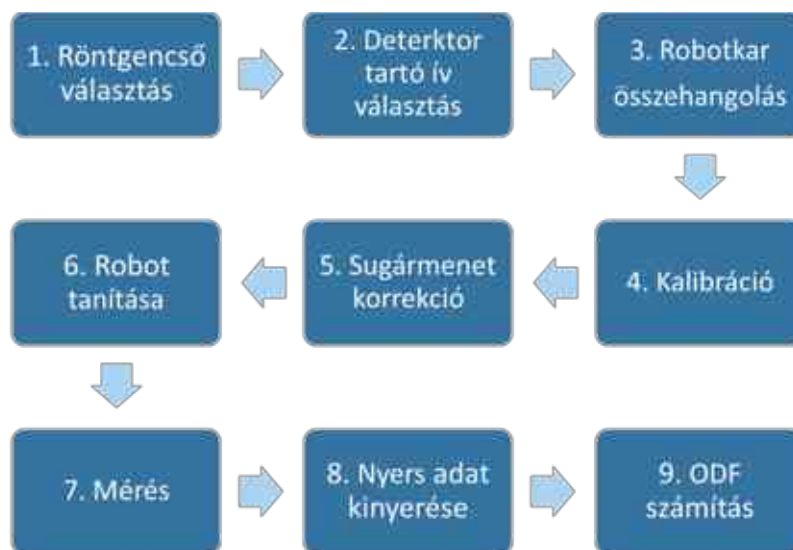 1. Röntgencső
választás
2. Deterktor
tartó ív
választás
3. Robotkar
összehangolás
4. Kalibráció
5. Sugármenet
korrekció
6. Robot
tanítása
7. Mérés
8. Nyers adat
kinyerése
9. ODF
számítás